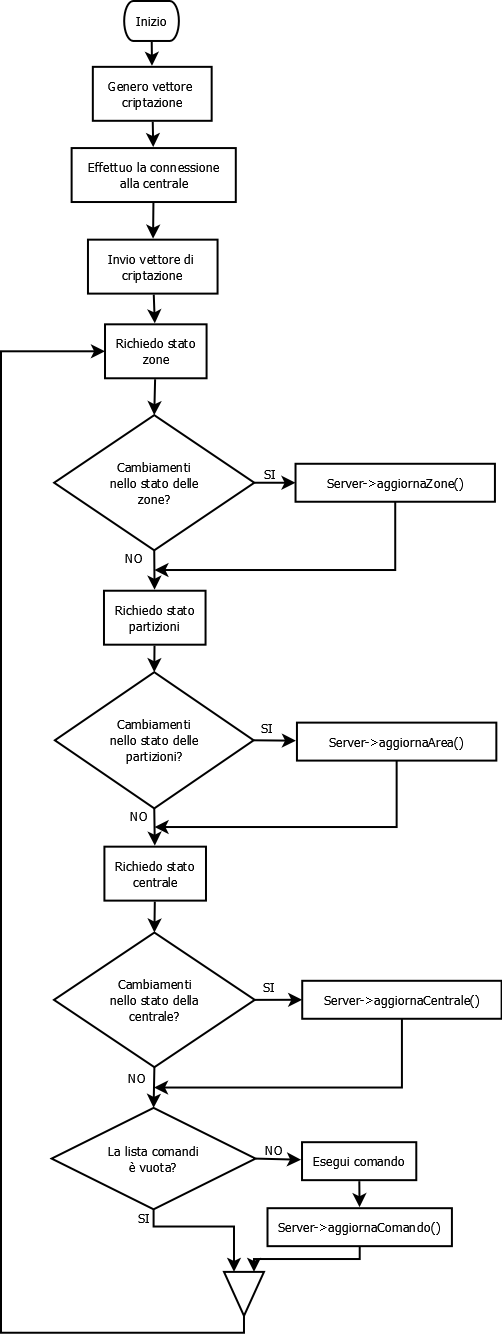 Inizio
Genero vettore
criptazione
Effettuo la connessione
alla centrale
Invio vettore di
criptazione
Richiedo stato
zone
Cambiamenti
nello stato delle
zone?
SI
Server->aggiornaZone()
NO
Richiedo stato
partizioni
Cambiamenti
nello stato delle
partizioni?
SI
Server->aggiornaArea()
NO
Richiedo stato
centrale
Cambiamenti
nello stato della
centrale?
SI
Server->aggiornaCentrale()
NO
La lista comandi
è vuota?
NO
Esegui comando
SI
Server->aggiornaComando()